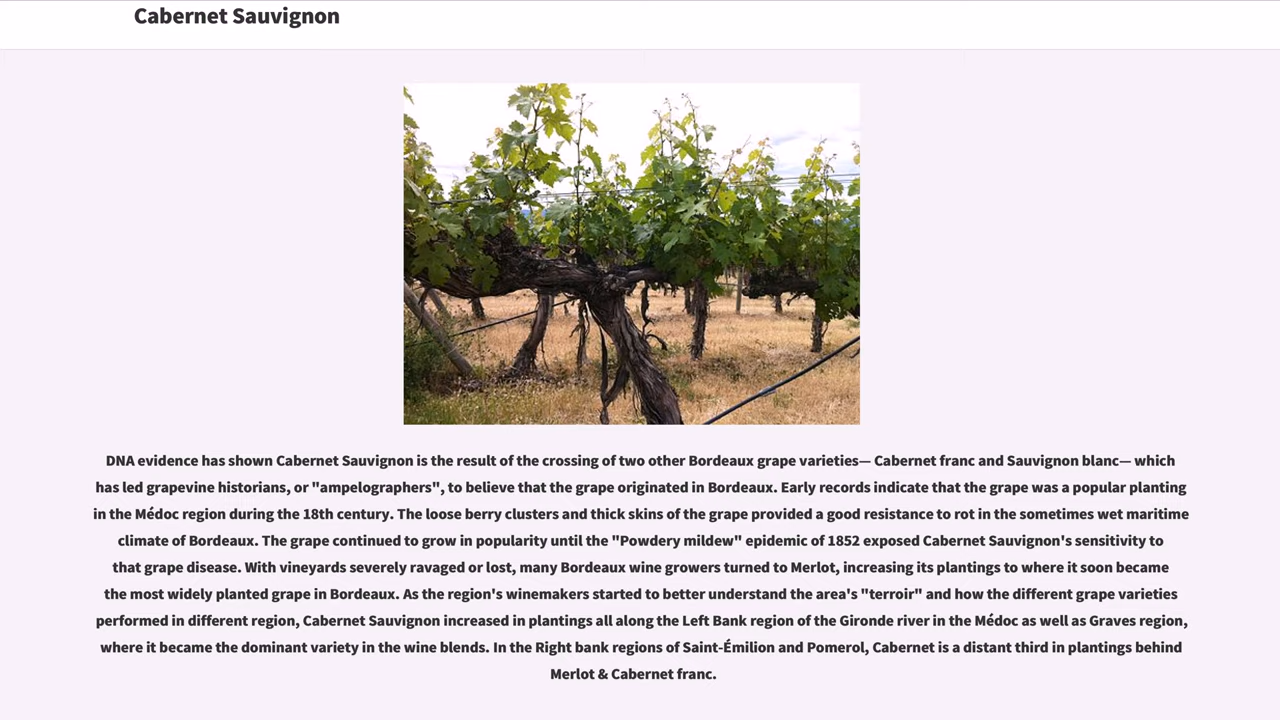 Cabernet Sauvignon
DNA evidence has shown Cabernet Sauvignon is the result of the crossing of two other Bordeaux grape varieties— Cabernet franc and Sauvignon blanc— which
has led grapevine historians, or "ampelographers", to believe that the grape originated in Bordeaux. Early records indicate that the grape was a popular planting
in the Médoc region during the 18th century. The loose berry clusters and thick skins of the grape provided a good resistance to rot in the sometimes wet maritime
climate of Bordeaux. The grape continued to grow in popularity until the "Powdery mildew" epidemic of 1852 exposed Cabernet Sauvignon's sensitivity to
that grape disease. With vineyards severely ravaged or lost, many Bordeaux wine growers turned to Merlot, increasing its plantings to where it soon became
the most widely planted grape in Bordeaux. As the region's winemakers started to better understand the area's "terroir" and how the different grape varieties
performed in different region, Cabernet Sauvignon increased in plantings all along the Left Bank region of the Gironde river in the Médoc as well as Graves region,
where it became the dominant variety in the wine blends. In the Right bank regions of Saint-Émilion and Pomerol, Cabernet is a distant third in plantings behind
Merlot & Cabernet franc.